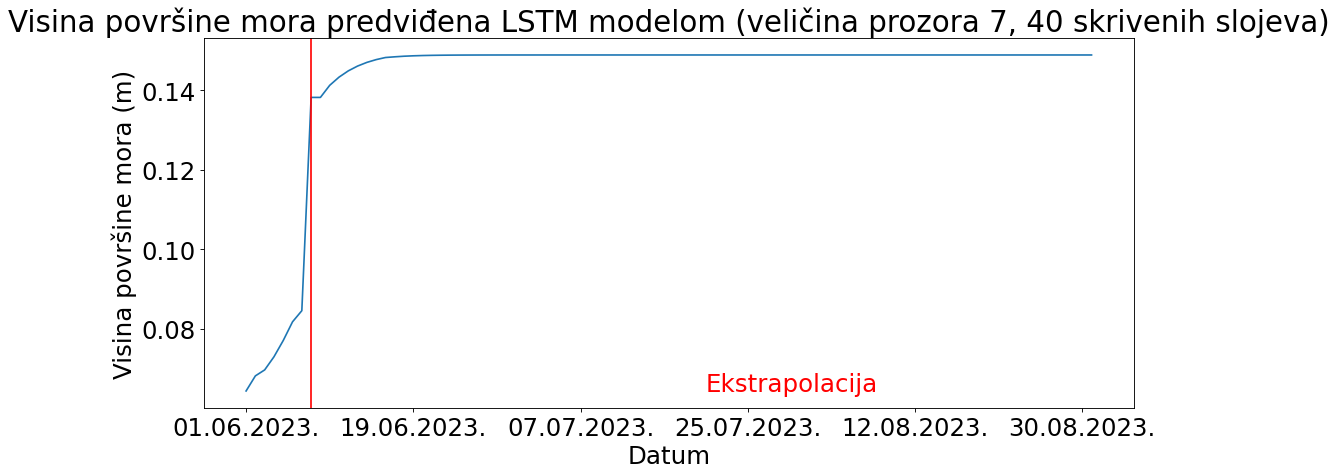 Visina površine mora predviđena LSTM modelom (veličina prozora 7, 40 skrivenih slojeva)
Visina površine mora (m)
0.14
0.12
0.10
0.08
Ekstrapolacija
01.06.2023. 19.06.2023. 07.07.2023. 25.07.2023. 12.08.2023. 30.08.2023.
Datum